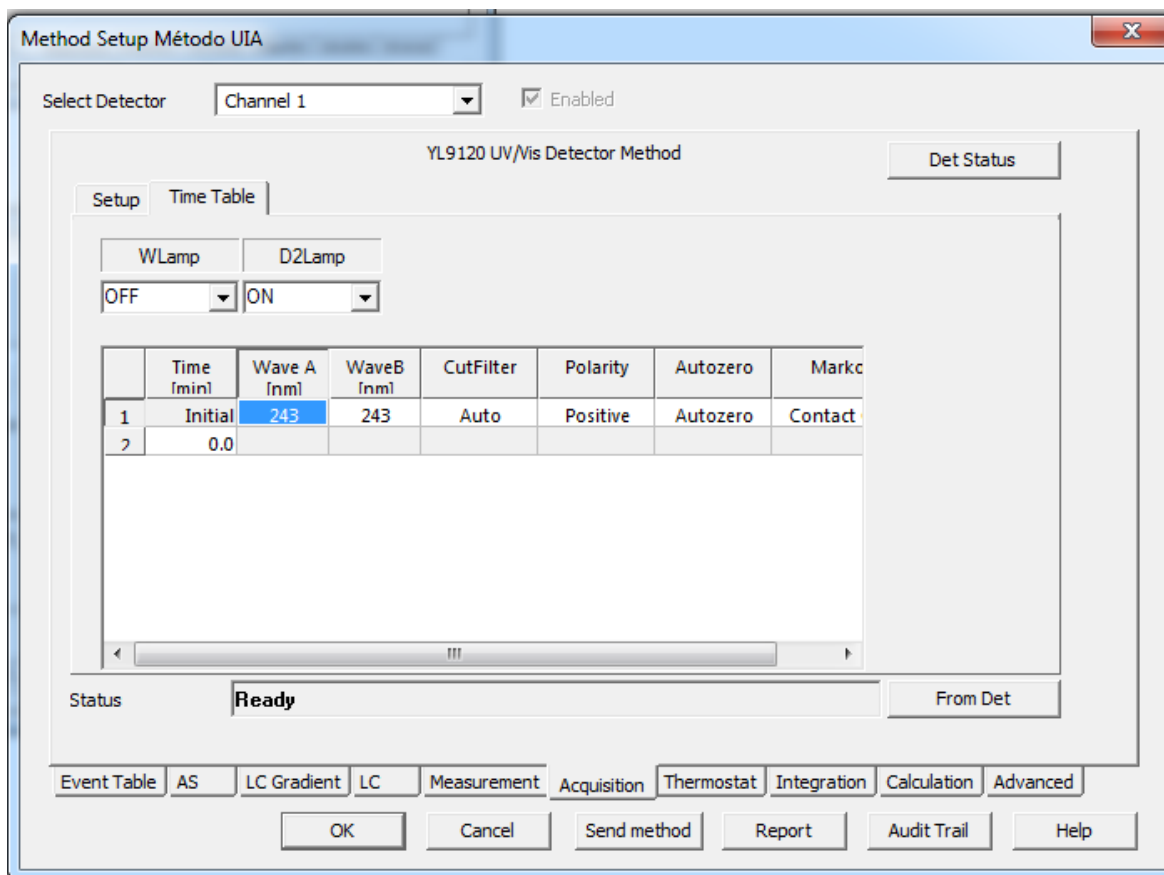 Method Setup Método UIA
Select Detector Channel 1 Enabled
YL9120 UV/Vis Detector Method
Det Status
Setup Time Table
WLamp D2Lamp
OFF ON
Time Wave A WaveB CutFilter Polarity Autozero Markc
[min] [nm] [nm]
1 Initial 243 243 Auto Positive Autozero Contact
2 0.0
Status Ready From Det
Event Table AS LC Gradient LC Measurement Acquisition Thermostat Integration Calculation Advanced
OK Cancel Send method Report Audit Trail Help